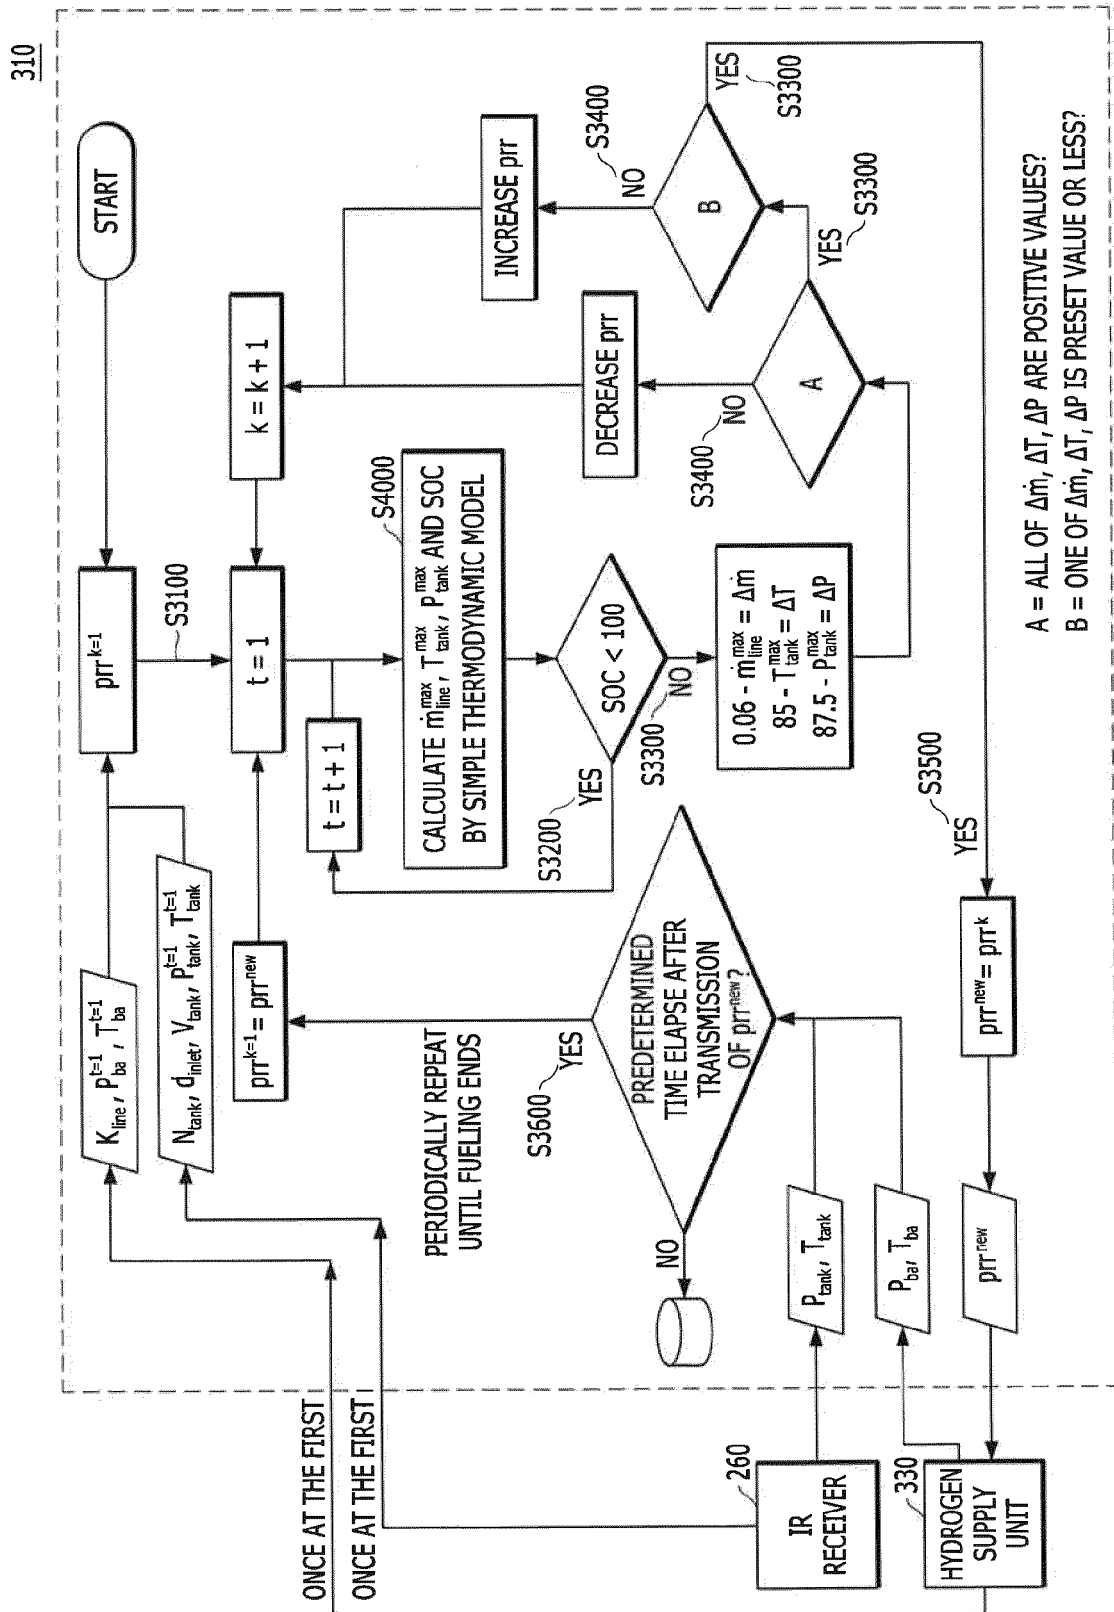 310
START
prr^k=1
S3100
K_line, P_ba^t=1, T_ba^t=1
N_tank, d_inlet, V_tank, P_tank^t=1, T_tank^t=1
ONCE AT THE FIRST
ONCE AT THE FIRST
k = k + 1
t = 1
prr^k=1 = prr^new
t = t + 1
S4000
CALCULATE ṁ_line^max, T_tank^max, P_tank^max AND SOC
BY SIMPLE THERMODYNAMIC MODEL
SOC < 100
YES
S3200
NO
S3300
0.06 - ṁ_line^max = Δṁ
85 - T_tank^max = ΔT
87.5 - P_tank^max = ΔP
A
NO
S3400
DECREASE prr
YES
S3300
B
NO
S3400
INCREASE prr
YES
S3300
PERIODICALLY REPEAT
UNTIL FUELING ENDS
YES
S3600
PREDETERMINED
TIME ELAPSE AFTER
TRANSMISSION
OF prr^new?
NO
P_tank, T_tank
P_ba, T_ba
YES
S3500
prr^new = prr^k
prr^new
260
IR
RECEIVER
330
HYDROGEN
SUPPLY
UNIT
A = ALL OF Δṁ, ΔT, ΔP ARE POSITIVE VALUES?
B = ONE OF Δṁ, ΔT, ΔP IS PRESET VALUE OR LESS?